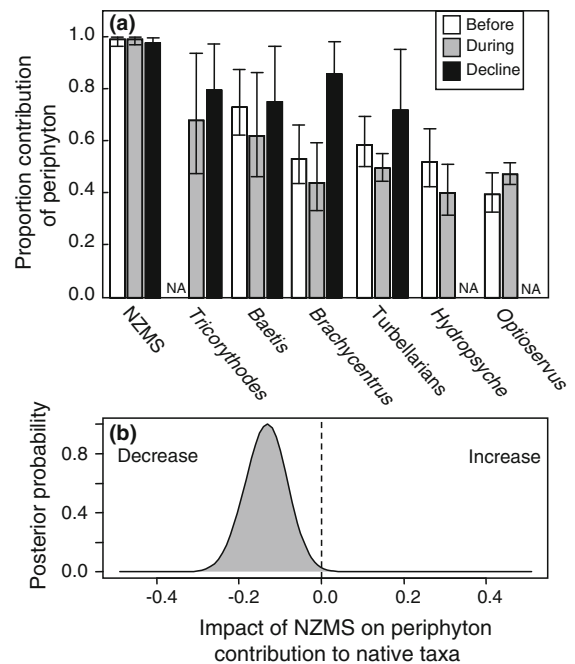 (a)
Before
During
Decline
Proportion contribution
of periphyton
1.0
0.8
0.6
0.4
0.2
0.0
NA
NA
NA
NZMS
Tricorythodes
Baetis
Brachycentrus
Turbellarians
Hydropsyche
Optioservus
(b)
Decrease
Increase
Posterior probability
0.8
0.4
0.0
-0.4
-0.2
0.0
0.2
0.4
Impact of NZMS on periphyton
contribution to native taxa